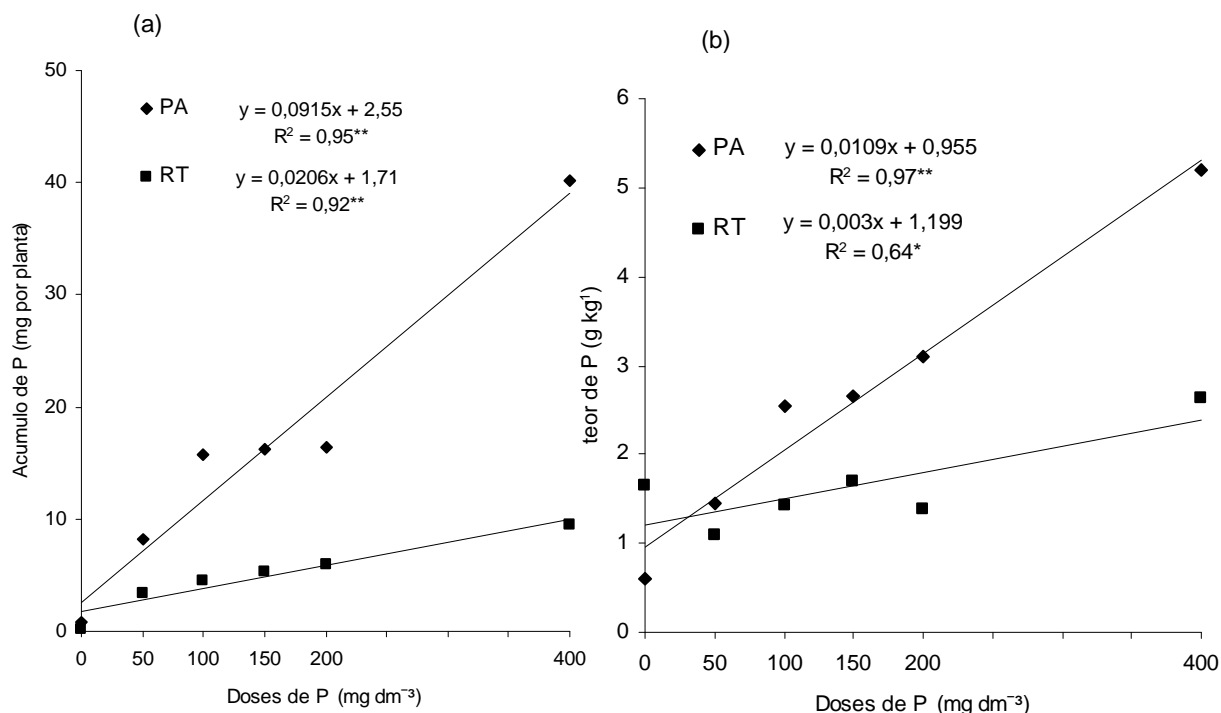 (a)
50
40
30
20
10
0
Acumulo de P (mg por planta)
PA
y = 0,0915x + 2,55
R² = 0,95**
RT
y = 0,0206x + 1,71
R² = 0,92**
0 50 100 150 200 400
Doses de P (mg dm⁻³)
(b)
6
5
4
3
2
1
0
teor de P (g kg¹)
PA
y = 0,0109x + 0,955
R² = 0,97**
RT
y = 0,003x + 1,199
R² = 0,64*
0 50 100 150 200 400
Doses de P (mg dm⁻³)